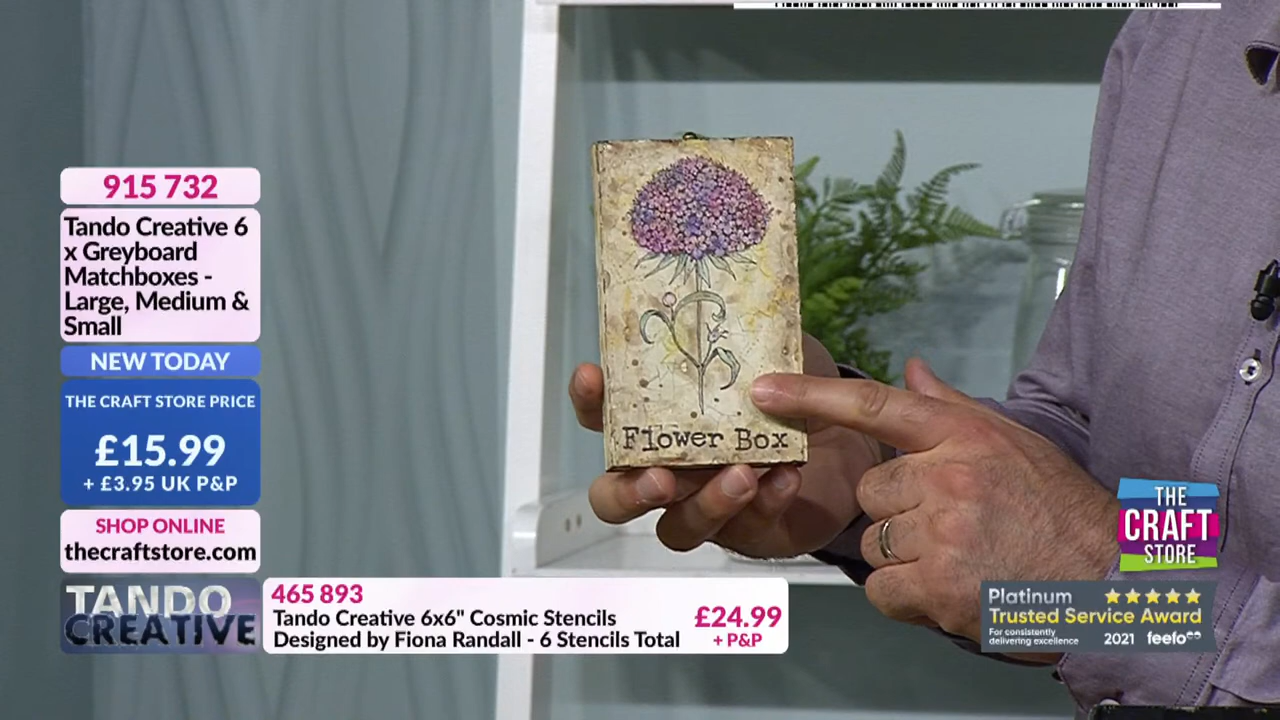 915 732
Tando Creative 6
x Greyboard
Matchboxes -
Large, Medium &
Small
NEW TODAY
THE CRAFT STORE PRICE
£15.99
+ £3.95 UK P&P
SHOP ONLINE
thecraftstore.com
TANDO
CREATIVE
465 893
Tando Creative 6x6" Cosmic Stencils
Designed by Fiona Randall - 6 Stencils Total
£24.99
+ P&P
Flower Box
THE
CRAFT
STORE
Platinum
Trusted Service Award
For consistently
delivering excellence
2021 feefo